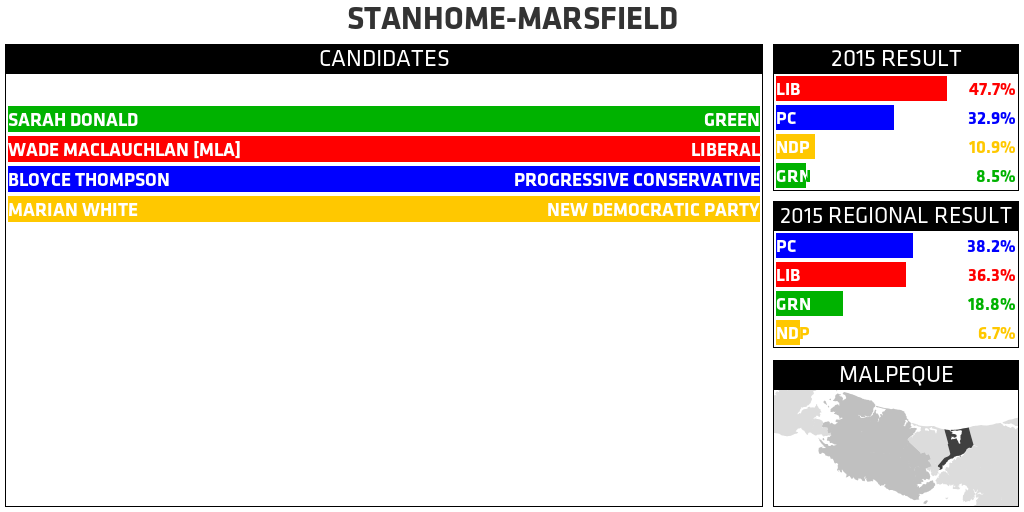 STANHOME-MARSFIELD
CANDIDATES
SARAH DONALD GREEN
WADE MACLAUCHLAN [MLA] LIBERAL
BLOYCE THOMPSON PROGRESSIVE CONSERVATIVE
MARIAN WHITE NEW DEMOCRATIC PARTY
2015 RESULT
LIB 47.7%
PC 32.9%
NDP 10.9%
GRN 8.5%
2015 REGIONAL RESULT
PC 38.2%
LIB 36.3%
GRN 18.8%
NDP 6.7%
MALPEQUE